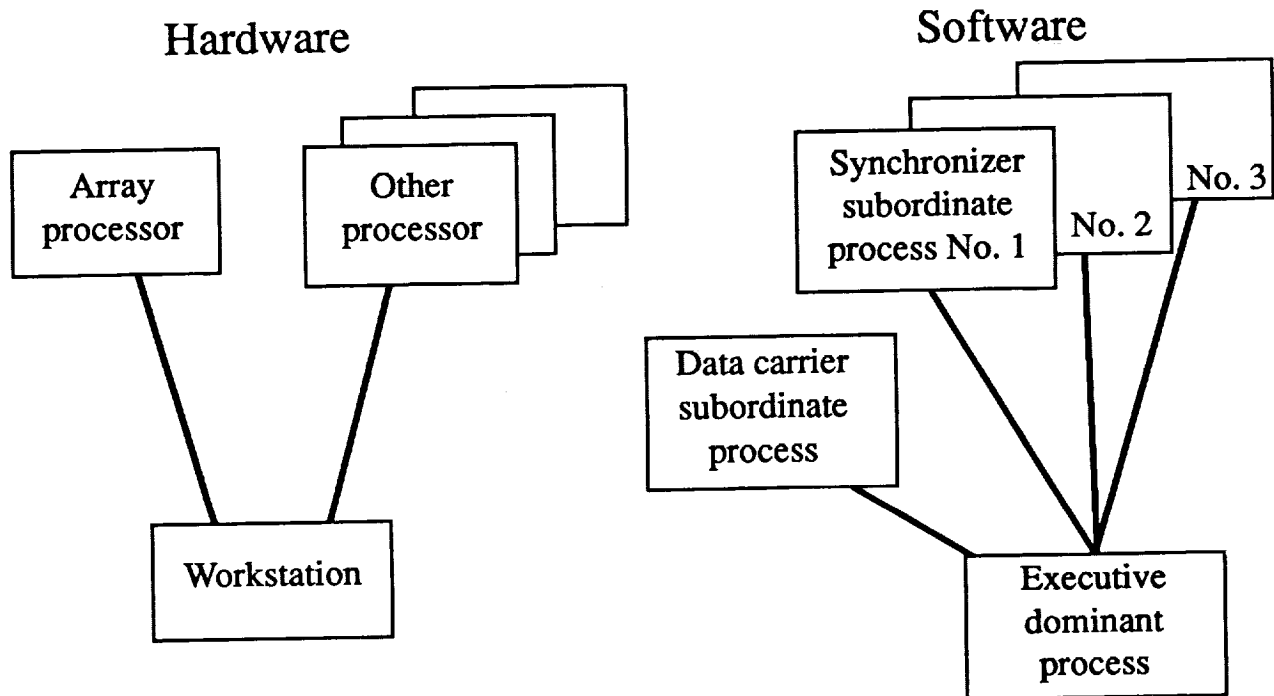 Hardware
Array
processor
Other
processor
Workstation
Software
Synchronizer
subordinate
process No. 1
No. 2
No. 3
Data carrier
subordinate
process
Executive
dominant
process